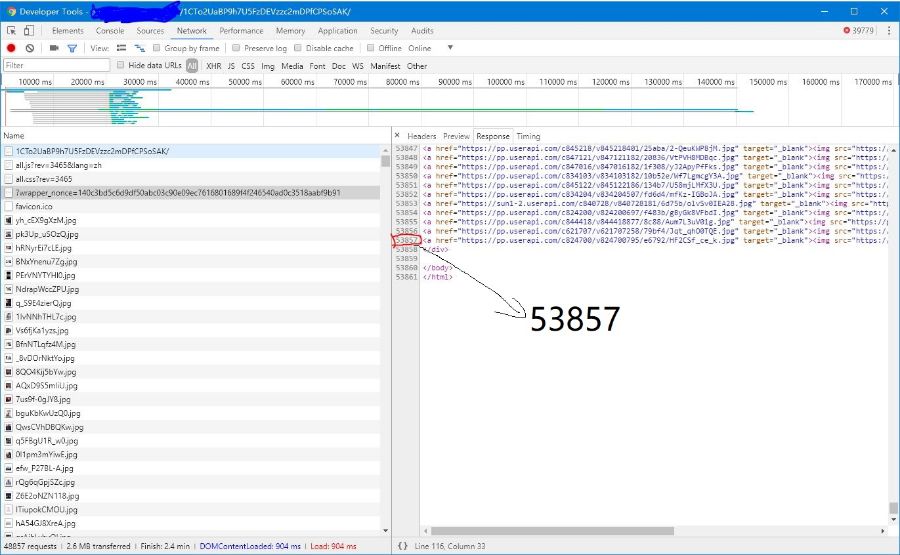 Developer Tools - /1CTo2UaBP9h7U5FzDEVzzc2mDPfCPSoSAK/
Elements Console Sources Network Performance Memory Application Security Audits 39779
View: Group by frame Preserve log Disable cache Offline Online
Filter Hide data URLs All XHR JS CSS Img Media Font Doc WS Manifest Other
10000 ms 20000 ms 30000 ms 40000 ms 50000 ms 60000 ms 70000 ms 80000 ms 90000 ms 100000 ms 110000 ms 120000 ms 130000 ms 140000 ms 150000 ms 160000 ms 170000 ms
Name
1CTo2UaBP9h7U5FzDEVzzc2mDPfCPSoSAK/
all.js?rev=3465&lang=zh
all.css?rev=3465
?wrapper_nonce=140c3bd5c6d9df50abc03c90e09ec7616801689f4f246540ad0c3518aabf9b91
favicon.ico
yh_cEX9gXzM.jpg
pk3Up_uSOzQ.jpg
hRNyrEi7cLE.jpg
BNxYnenu7Zg.jpg
PErVNYTYHI0.jpg
NdrapWccZPU.jpg
q_S9E4zierQ.jpg
1IvNNhTHL7c.jpg
Vs6fjKa1yzs.jpg
BfnNTLqfz4M.jpg
_8vDOrNktYo.jpg
8QO4Kij5bYw.jpg
AQxD9S5mIiU.jpg
7us9f-0gJY8.jpg
bguKbKwUzQ0.jpg
QwsCVhDBQKw.jpg
q5FBgU1R_w0.jpg
0I1pm3mYiwE.jpg
efw_P27BL-A.jpg
rQg6qGpjSzQ.jpg
Z6E2oNZN118.jpg
ITiupokCMOU.jpg
hA54GJ8XreA.jpg
48857 requests | 2.6 MB transferred | Finish: 2.4 min | DOMContentLoaded: 904 ms | Load: 904 ms
Headers Preview Response Timing
53847 <a href="https://pp.userapi.com/c845218/v845218401/25aba/2-QeuKWPBjM.jpg" target="_blank"><img src="https:/
53848 <a href="https://pp.userapi.com/c847121/v847121182/20836/VtPVH8MDBqc.jpg" target="_blank"><img src="https:/
53849 <a href="https://pp.userapi.com/c847016/v847016182/1f308/yJ2ApyPdFks.jpg" target="_blank"><img src="https:/
53850 <a href="https://pp.userapi.com/c834103/v834103182/10b52e/Wf7LgmcgY3A.jpg" target="_blank"><img src="https:
53851 <a href="https://pp.userapi.com/c845122/v845122186/134b7/U58mjLMfX3U.jpg" target="_blank"><img src="https:/
53852 <a href="https://pp.userapi.com/c834204/v834204507/fd6d4/mfKz-IGBoJA.jpg" target="_blank"><img src="https:/
53853 <a href="https://sun1-2.userapi.com/c840728/v840728181/6d75b/olvSv0IEA28.jpg" target="_blank"><img src="htt
53854 <a href="https://pp.userapi.com/c824200/v824200697/f483b/g8yGW8VFbdI.jpg" target="_blank"><img src="https:/
53855 <a href="https://pp.userapi.com/c844418/v844418877/8c88/Aum7L3uV01g.jpg" target="_blank"><img src="https://
53856 <a href="https://pp.userapi.com/c621707/v621707258/79bf4/Jqt_qhO0TQE.jpg" target="_blank"><img src="https:/
53857 <a href="https://pp.userapi.com/c824700/v824700795/e6792/HF2CSf_ce_k.jpg" target="_blank"><img src="https:/
53858 </div>
53859
53860 </body>
53861 </html>
53857
{} Line 116, Column 33